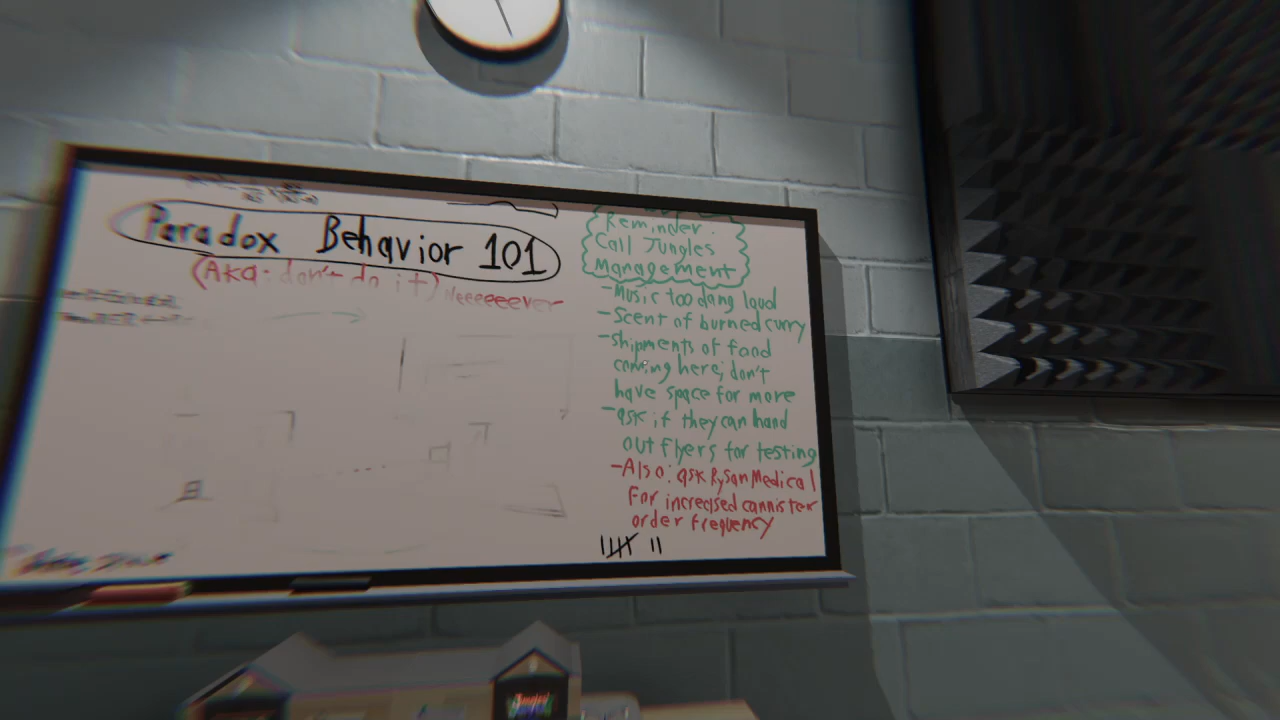 Paradox Behavior 101
(AKA: don't do it) Neeeeeever
Reminder:
Call Jungles
Management
-Music too dang loud
-Scent of burned curry
-shipments of food
coming here; don't
have space for more
-ask if they can hand
out flyers for testing
-Also: ask RySan Medical
For increased cannister
order frequency